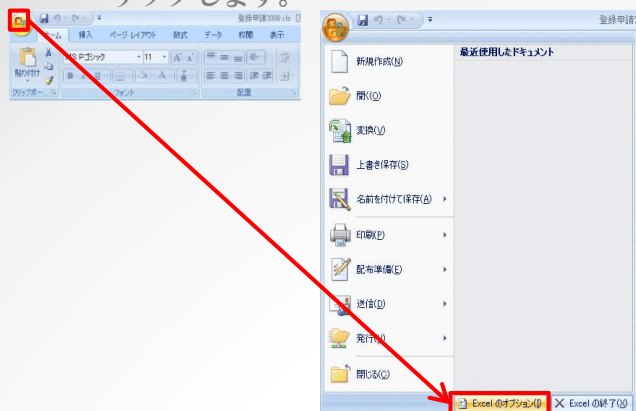 クリックします。
登録申請2009.xls
ホーム 挿入 ページ レイアウト 数式 データ 校閲 表示
MS Pゴシック 11
貼り付け
クリップボー... フォント 配置
登録申請
最近使用したドキュメント
新規作成(N)
開く(O)
変換(V)
上書き保存(S)
名前を付けて保存(A)
印刷(P)
配布準備(E)
送信(D)
発行(U)
閉じる(C)
Excel のオプション(I) Excel の終了(X)